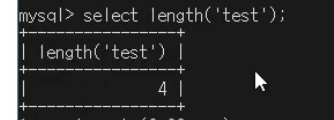 mysql> select length('test');
+----------------+
| length('test') |
+----------------+
|              4 |
+----------------+